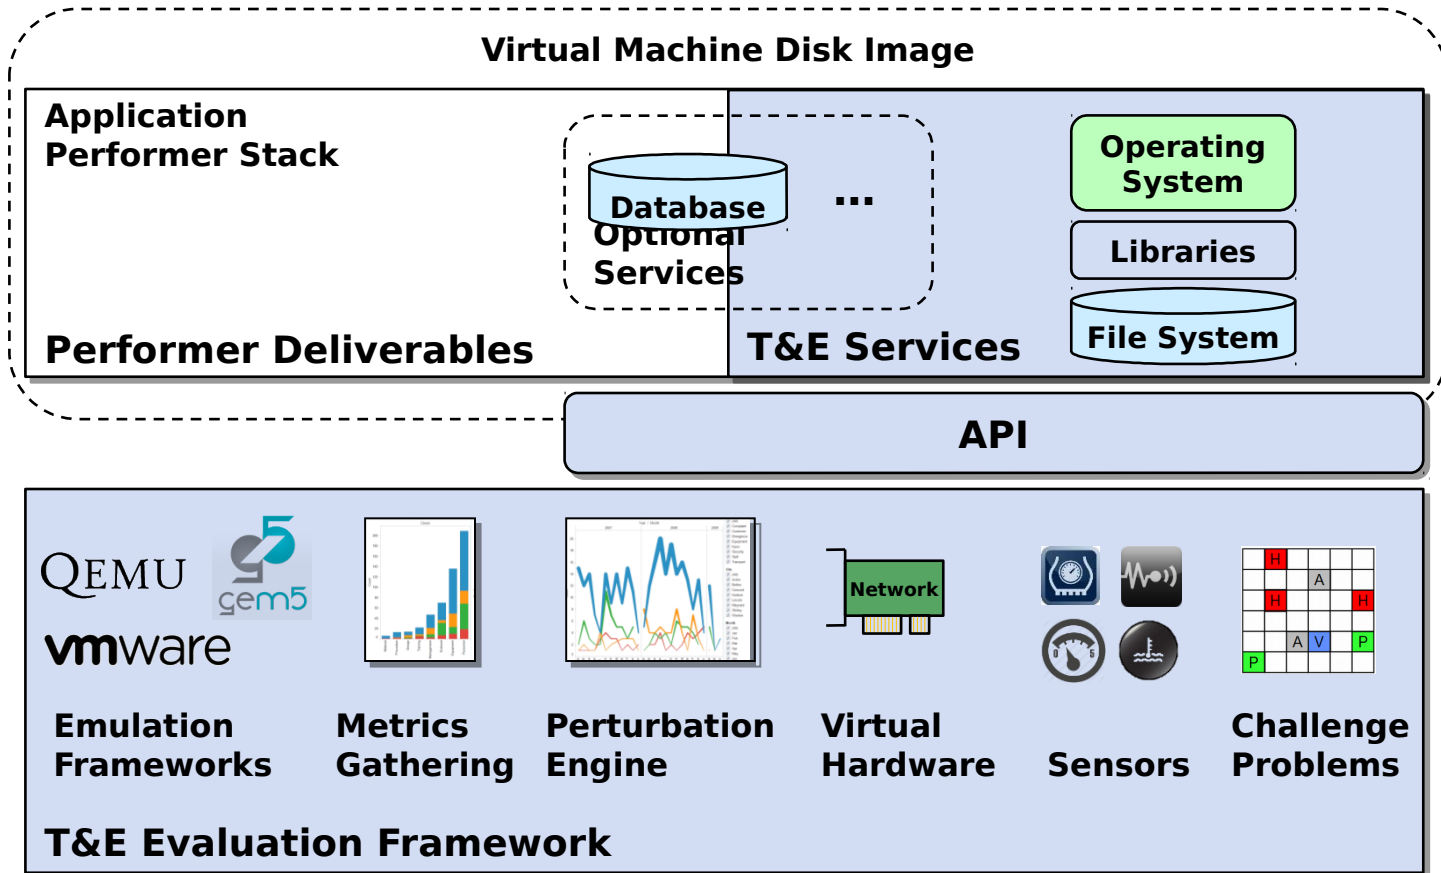 Virtual Machine Disk Image
Application
Performer Stack
Database
...
Optional
Services
Operating
System
Libraries
File System
Performer Deliverables
T&E Services
API
QEMU
gem5
vmware
Network
H
A
H
H
A
V
P
P
Emulation
Frameworks
Metrics
Gathering
Perturbation
Engine
Virtual
Hardware
Sensors
Challenge
Problems
T&E Evaluation Framework